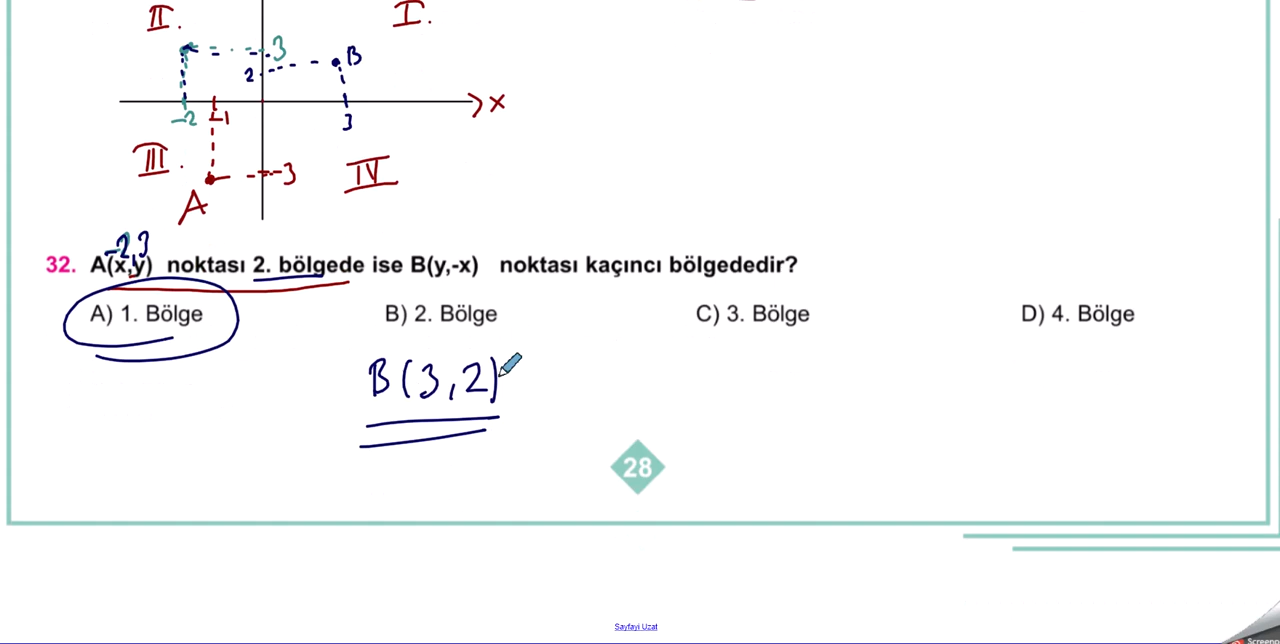 II. I.
3 B
2
-2 -1 3
X
III. -3 IV
A
-2 3
32. A(x,y) noktası 2. bölgede ise B(y,-x) noktası kaçıncı bölgededir?
A) 1. Bölge B) 2. Bölge C) 3. Bölge D) 4. Bölge
B(3,2)
28
Sayfayi Uzat